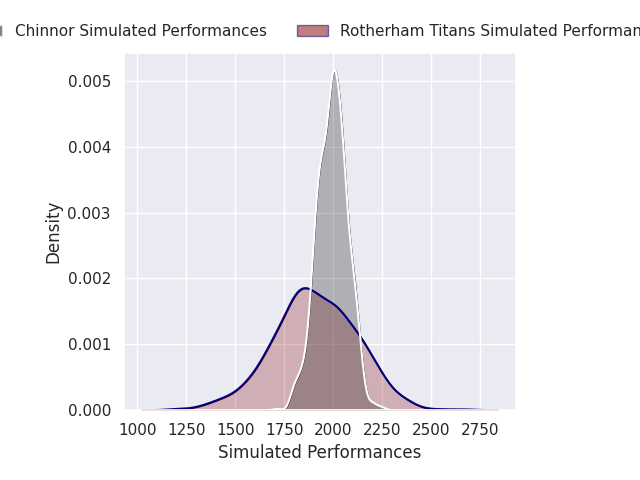 Chinnor Simulated Performances
Rotherham Titans Simulated Performan
0.005
0.004
0.003
0.002
0.001
0.000
Density
1000 1250 1500 1750 2000 2250 2500 2750
Simulated Performances